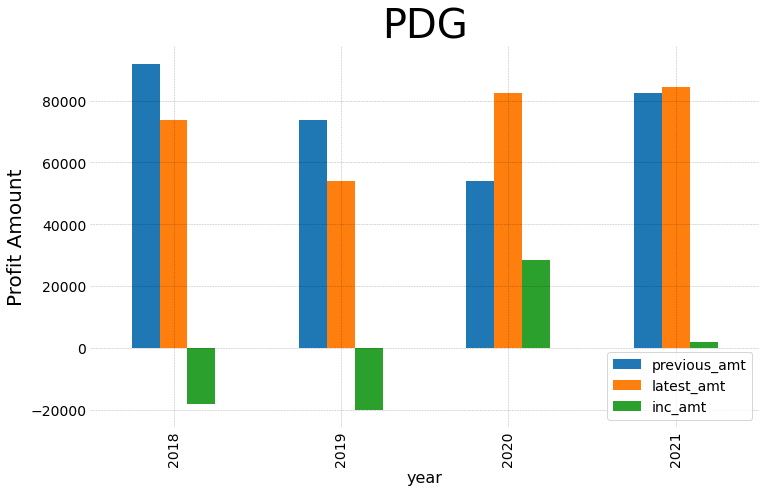 PDG
Profit Amount
80000
60000
40000
20000
0
−20000
2018
2019
2020
2021
year
previous_amt
latest_amt
inc_amt